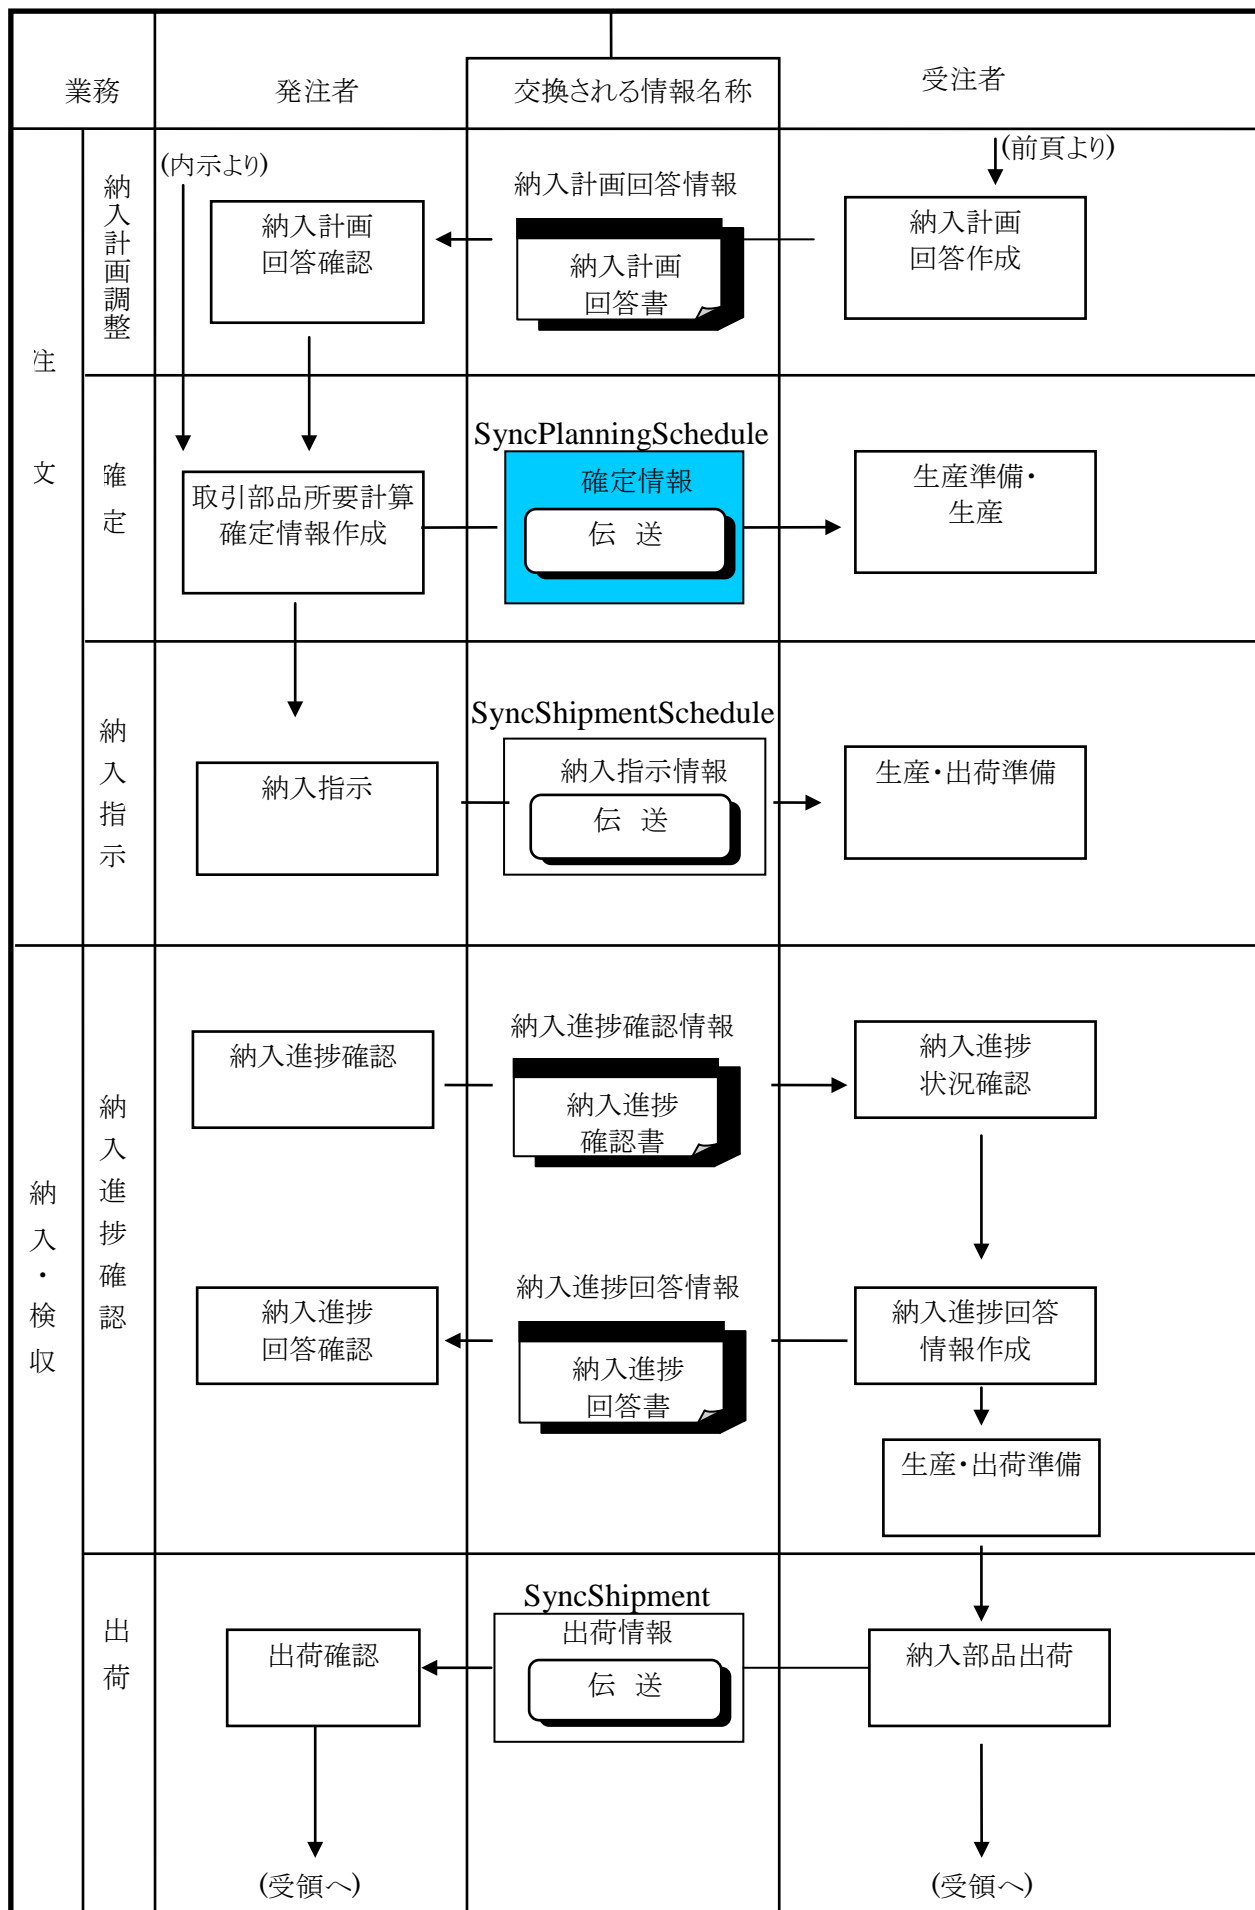 業務
発注者
交換される情報名称
受注者
注文
納入計画調整
(内示より)
(前頁より)
納入計画
回答確認
納入計画回答情報
納入計画
回答書
納入計画
回答作成
確定
SyncPlanningSchedule
取引部品所要計算
確定情報作成
確定情報
伝 送
生産準備・
生産
納入指示
SyncShipmentSchedule
納入指示
納入指示情報
伝 送
生産・出荷準備
納入・検収
納入進捗確認
納入進捗確認
納入進捗確認情報
納入進捗
確認書
納入進捗
状況確認
納入進捗
回答確認
納入進捗回答情報
納入進捗
回答書
納入進捗回答
情報作成
生産・出荷準備
出荷
SyncShipment
出荷確認
出荷情報
伝 送
納入部品出荷
(受領へ)
(受領へ)